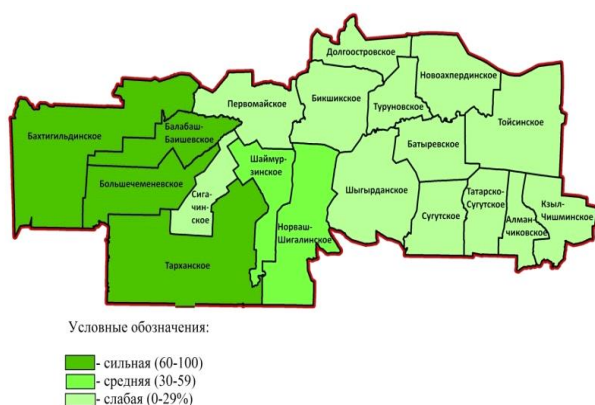 Долгоостровское
Новоахпердинское
Первомайское
Бикшикское
Туруновское
Тойсинское
Бахтигильдинское
Балабаш-
Баишевское
Батыревское
Шаймур-
зинское
Большечеменевское
Сига-
чин-
ское
Шыгырданское
Сугутское
Татарско-
Сугутское
Алман-
чиковское
Кзыл-
Чишминское
Норваш-
Шигалинское
Тарханское
Условные обозначения:
- сильная (60-100)
- средняя (30-59)
- слабая (0-29%)